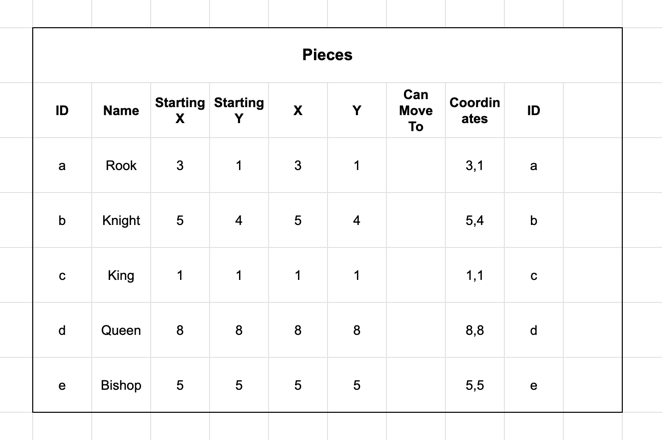 Pieces
ID Name Starting X Starting Y X Y Can Move To Coordin ates ID
a Rook 3 1 3 1 3,1 a
b Knight 5 4 5 4 5,4 b
c King 1 1 1 1 1,1 c
d Queen 8 8 8 8 8,8 d
e Bishop 5 5 5 5 5,5 e